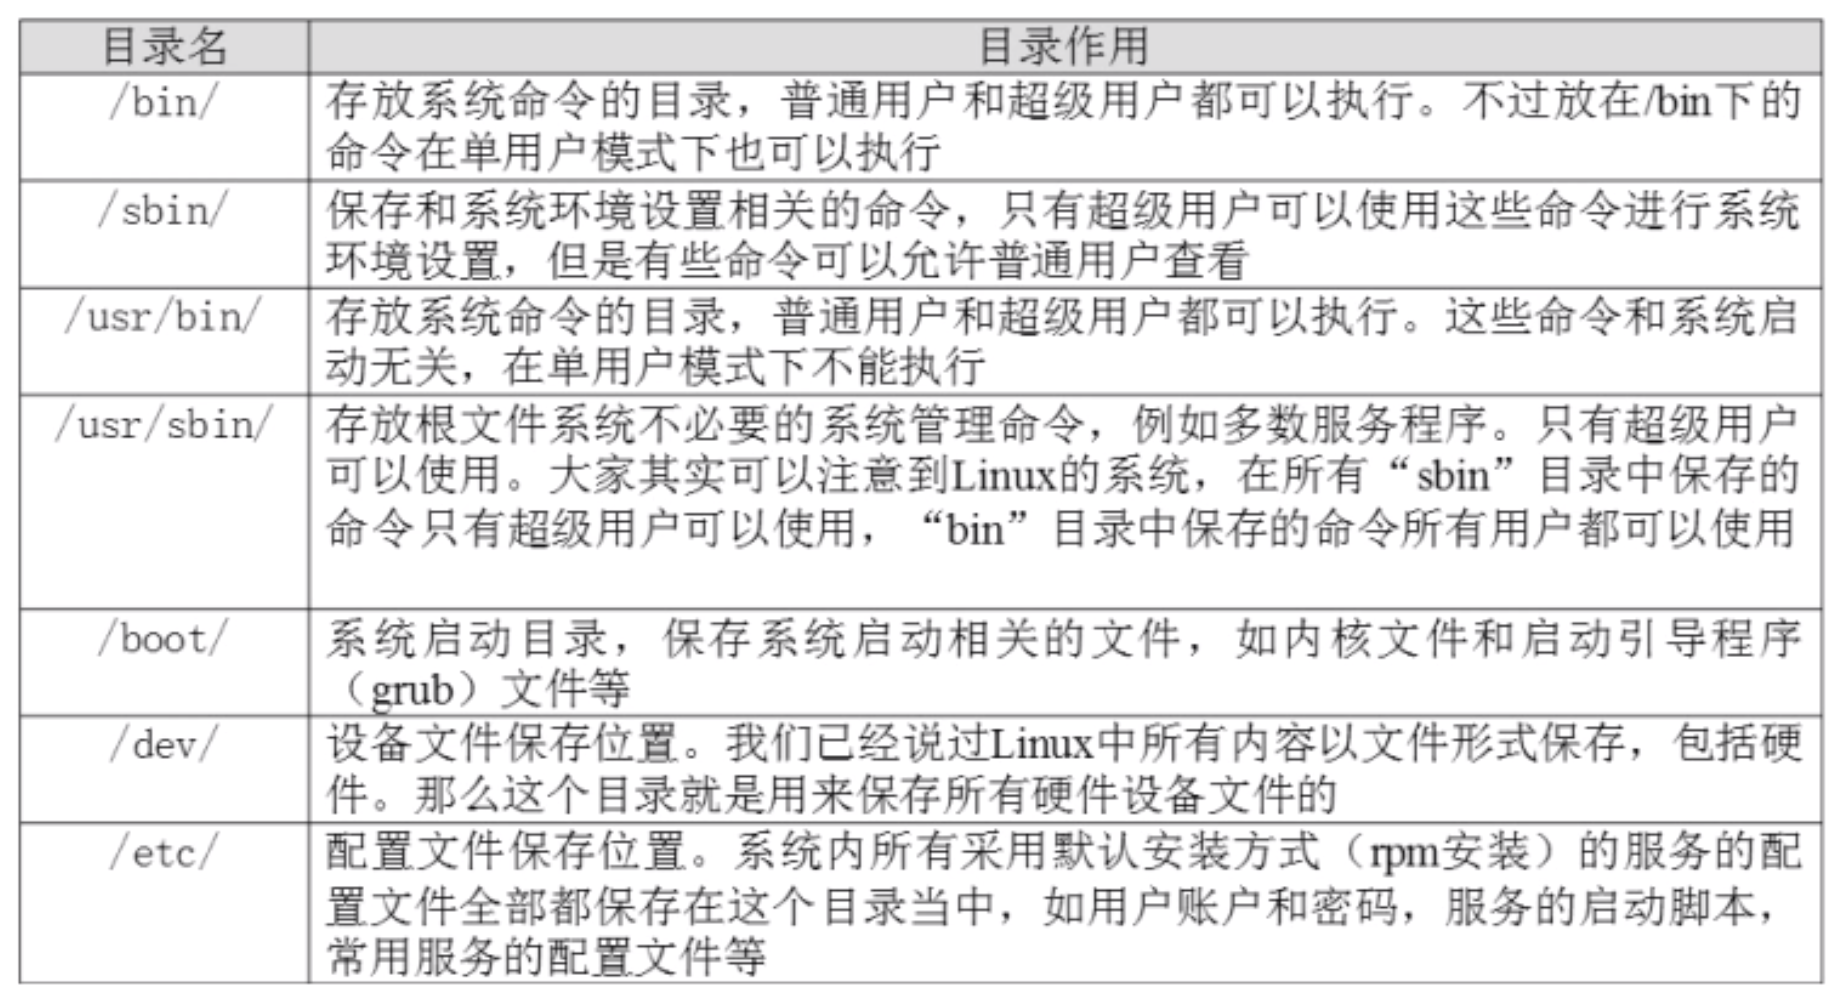 目录名 目录作用
/bin/ 存放系统命令的目录，普通用户和超级用户都可以执行。不过放在/bin下的
命令在单用户模式下也可以执行
/sbin/ 保存和系统环境设置相关的命令，只有超级用户可以使用这些命令进行系统
环境设置，但是有些命令可以允许普通用户查看
/usr/bin/ 存放系统命令的目录，普通用户和超级用户都可以执行。这些命令和系统启
动无关，在单用户模式下不能执行
/usr/sbin/ 存放根文件系统不必要的系统管理命令，例如多数服务程序。只有超级用户
可以使用。大家其实可以注意到Linux的系统，在所有“sbin”目录中保存的
命令只有超级用户可以使用，“bin”目录中保存的命令所有用户都可以使用
/boot/ 系统启动目录，保存系统启动相关的文件，如内核文件和启动引导程序
（grub）文件等
/dev/ 设备文件保存位置。我们已经说过Linux中所有内容以文件形式保存，包括硬
件。那么这个目录就是用来保存所有硬件设备文件的
/etc/ 配置文件保存位置。系统内所有采用默认安装方式（rpm安装）的服务的配
置文件全部都保存在这个目录当中，如用户账户和密码，服务的启动脚本，
常用服务的配置文件等